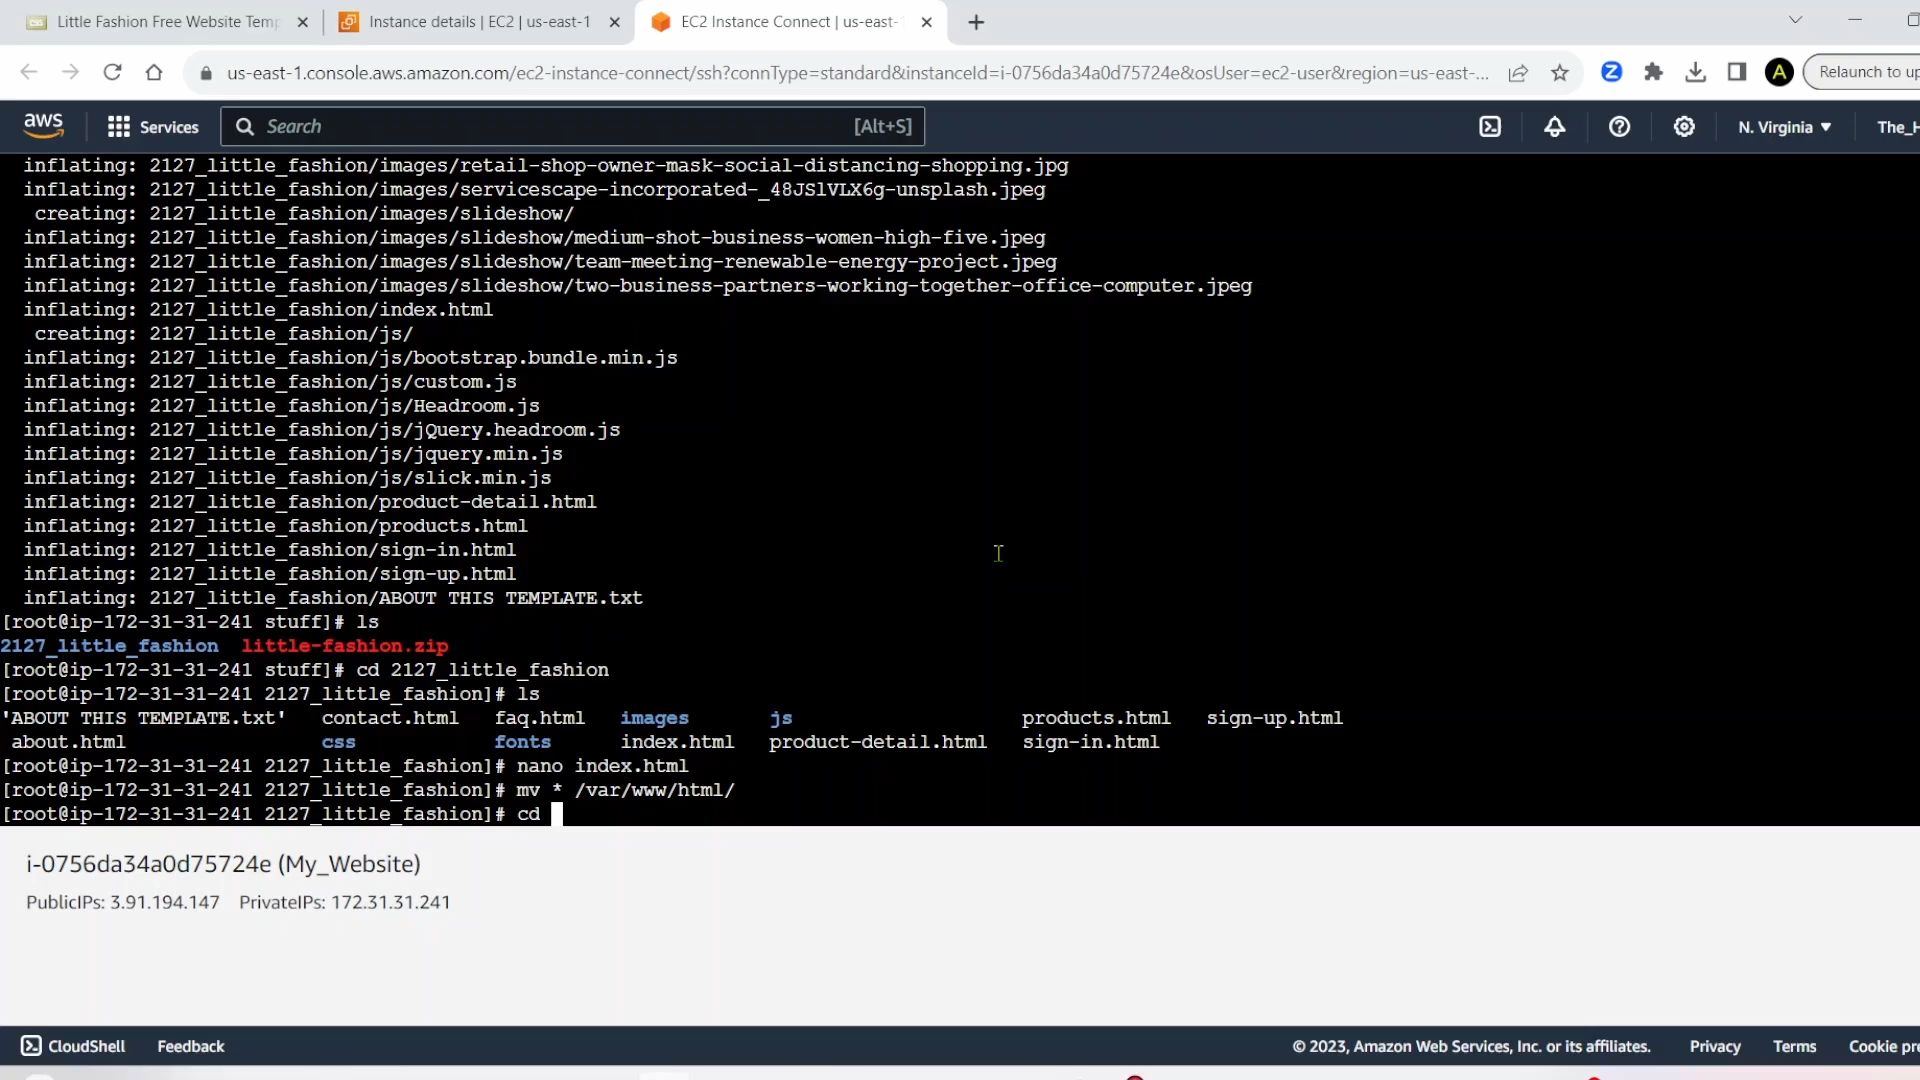 Little Fashion Free Website Temp
Instance details | EC2 | us-east-1
EC2 Instance Connect | us-east-1
us-east-1.console.aws.amazon.com/ec2-instance-connect/ssh?connType=standard&instanceId=i-0756da34a0d75724e&osUser=ec2-user&region=us-east-...
Z
A
Relaunch to up
aws
Services
Search
[Alt+S]
N. Virginia
The_H
inflating: 2127_little_fashion/images/retail-shop-owner-mask-social-distancing-shopping.jpg
inflating: 2127_little_fashion/images/servicescape-incorporated-_48JSlVLX6g-unsplash.jpeg
creating: 2127_little_fashion/images/slideshow/
inflating: 2127_little_fashion/images/slideshow/medium-shot-business-women-high-five.jpeg
inflating: 2127_little_fashion/images/slideshow/team-meeting-renewable-energy-project.jpeg
inflating: 2127_little_fashion/images/slideshow/two-business-partners-working-together-office-computer.jpeg
inflating: 2127_little_fashion/index.html
creating: 2127_little_fashion/js/
inflating: 2127_little_fashion/js/bootstrap.bundle.min.js
inflating: 2127_little_fashion/js/custom.js
inflating: 2127_little_fashion/js/Headroom.js
inflating: 2127_little_fashion/js/jQuery.headroom.js
inflating: 2127_little_fashion/js/jquery.min.js
inflating: 2127_little_fashion/js/slick.min.js
inflating: 2127_little_fashion/product-detail.html
inflating: 2127_little_fashion/products.html
inflating: 2127_little_fashion/sign-in.html
inflating: 2127_little_fashion/sign-up.html
inflating: 2127_little_fashion/ABOUT THIS TEMPLATE.txt
[root@ip-172-31-31-241 stuff]# ls
2127_little_fashion little-fashion.zip
[root@ip-172-31-31-241 stuff]# cd 2127_little_fashion
[root@ip-172-31-31-241 2127_little_fashion]# ls
'ABOUT THIS TEMPLATE.txt' contact.html faq.html images js products.html sign-up.html
about.html css fonts index.html product-detail.html sign-in.html
[root@ip-172-31-31-241 2127_little_fashion]# nano index.html
[root@ip-172-31-31-241 2127_little_fashion]# mv * /var/www/html/
[root@ip-172-31-31-241 2127_little_fashion]# cd
i-0756da34a0d75724e (My_Website)
PublicIPs: 3.91.194.147 PrivateIPs: 172.31.31.241
CloudShell
Feedback
© 2023, Amazon Web Services, Inc. or its affiliates.
Privacy
Terms
Cookie pre